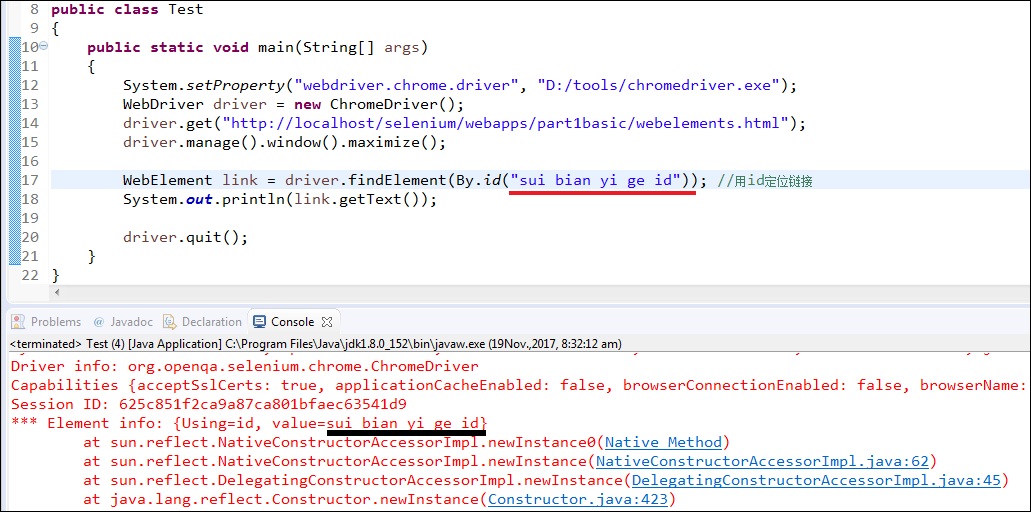 8 public class Test
9 {
10 public static void main(String[] args)
11 {
12 System.setProperty("webdriver.chrome.driver", "D:/tools/chromedriver.exe");
13 WebDriver driver = new ChromeDriver();
14 driver.get("http://localhost/selenium/webapps/part1basic/webelements.html");
15 driver.manage().window().maximize();
16
17 WebElement link = driver.findElement(By.id("sui bian yi ge id")); //用id定位链接
18 System.out.println(link.getText());
19
20 driver.quit();
21 }
22 }
Problems @ Javadoc Declaration Console
<terminated> Test (4) [Java Application] C:\Program Files\Java\jdk1.8.0_152\bin\javaw.exe (19Nov.,2017, 8:32:12 am)
Driver info: org.openqa.selenium.chrome.ChromeDriver
Capabilities {acceptSslCerts: true, applicationCacheEnabled: false, browserConnectionEnabled: false, browserName:
Session ID: 625c851f2ca9a87ca801bfaec63541d9
*** Element info: {Using=id, value=sui bian yi ge id}
at sun.reflect.NativeConstructorAccessorImpl.newInstance0(Native Method)
at sun.reflect.NativeConstructorAccessorImpl.newInstance(NativeConstructorAccessorImpl.java:62)
at sun.reflect.DelegatingConstructorAccessorImpl.newInstance(DelegatingConstructorAccessorImpl.java:45)
at java.lang.reflect.Constructor.newInstance(Constructor.java:423)